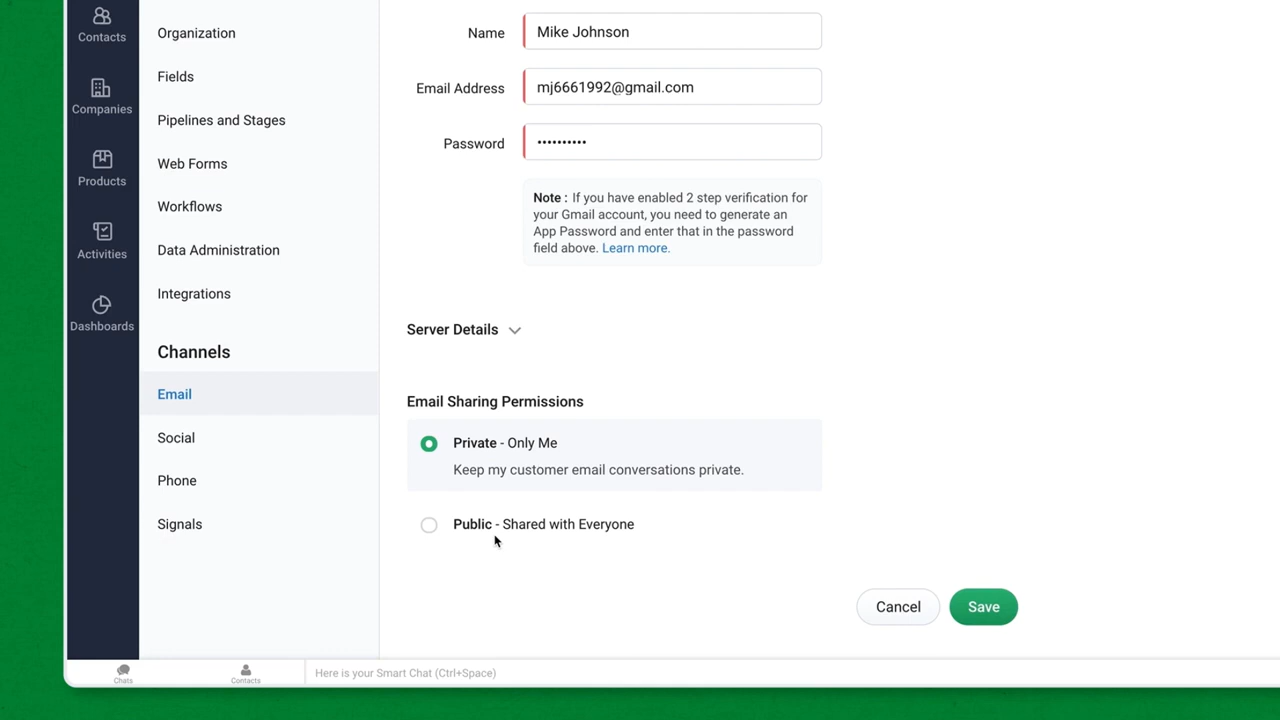 Contacts
Companies
Products
Activities
Dashboards
Organization
Fields
Pipelines and Stages
Web Forms
Workflows
Data Administration
Integrations
Channels
Email
Social
Phone
Signals
Name
Mike Johnson
Email Address
mj6661992@gmail.com
Password
••••••••••
Note : If you have enabled 2 step verification for
your Gmail account, you need to generate an
App Password and enter that in the password
field above. Learn more.
Server Details
Email Sharing Permissions
Private - Only Me
Keep my customer email conversations private.
Public - Shared with Everyone
Cancel
Save
Chats
Contacts
Here is your Smart Chat (Ctrl+Space)